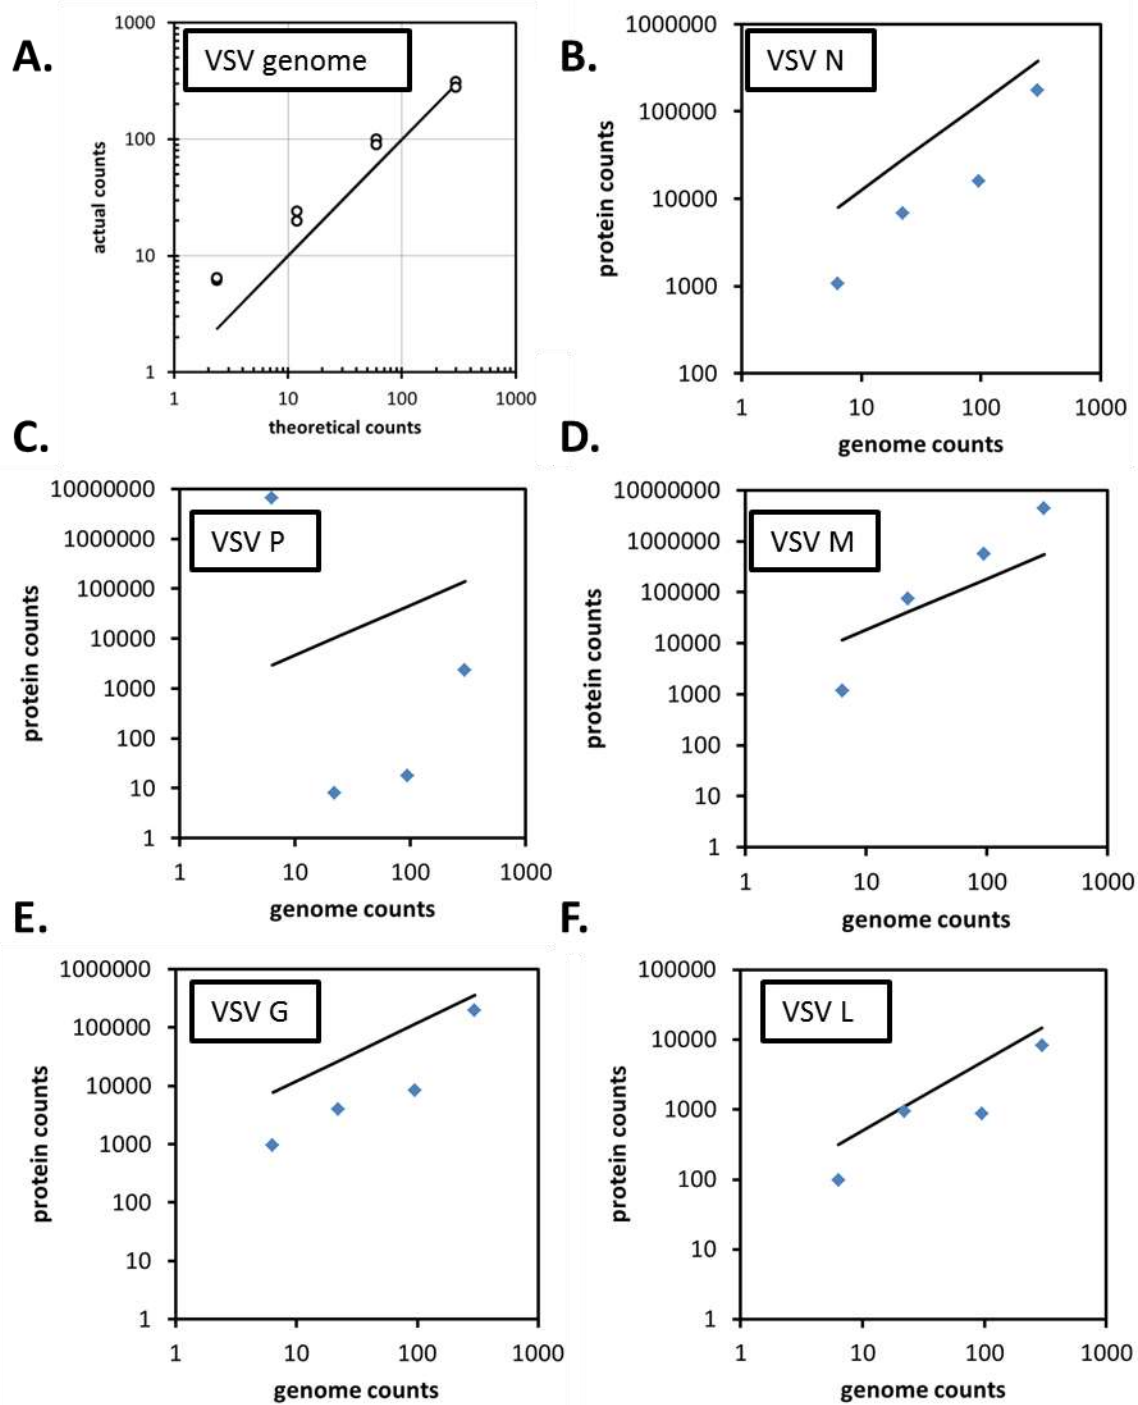 A.
VSV genome
1000
100
10
1
actual counts
1 10 100 1000
theoretical counts
B.
VSV N
1000000
100000
10000
1000
100
protein counts
1 10 100 1000
genome counts
C.
VSV P
10000000
1000000
100000
10000
1000
100
10
1
protein counts
1 10 100 1000
genome counts
D.
VSV M
10000000
1000000
100000
10000
1000
100
10
1
protein counts
1 10 100 1000
genome counts
E.
VSV G
1000000
100000
10000
1000
100
10
1
protein counts
1 10 100 1000
genome counts
F.
VSV L
100000
10000
1000
100
10
1
protein counts
1 10 100 1000
genome counts